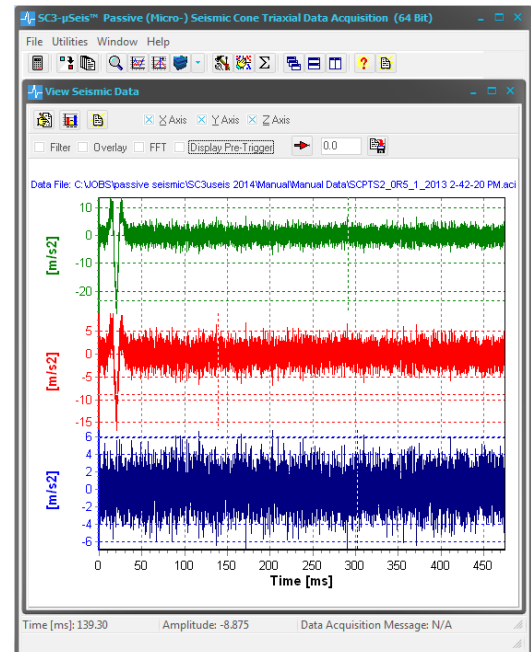 SC3-µSeis™ Passive (Micro-) Seismic Cone Triaxial Data Acquisition (64 Bit)
File Utilities Window Help
View Seismic Data
X Axis Y Axis Z Axis
Filter Overlay FFT Display Pre-Trigger 0.0
Data File: C:\JOBS\passive seismic\SC3useis 2014\Manual\Manual Data\SCPTS2_0R5_1_2013 2-42-20 PM.aci
10
0
-10
-20
[m/s2]
5
0
-5
-10
-15
[m/s2]
6
4
2
0
-2
-4
-6
[m/s2]
0 50 100 150 200 250 300 350 400 450
Time [ms]
Time [ms]: 139.30 Amplitude: -8.875 Data Acquisition Message: N/A